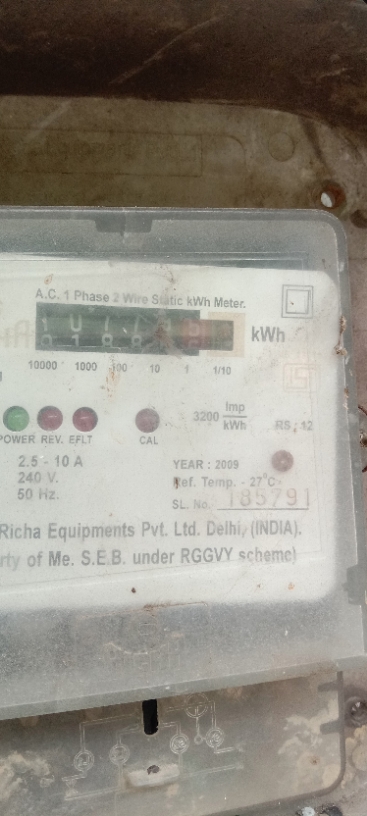 A.C. 1 Phase 2 Wire Static kWh Meter.
kWh
10000 1000 100 10 1 1/10
POWER REV. EFLT CAL
3200 Imp/kWh
RS : 12
2.5 - 10 A
240 V.
50 Hz.
YEAR : 2009
Ref. Temp. - 27°C
SL. No. 185791
Richa Equipments Pvt. Ltd. Delhi, (INDIA).
rty of Me. S.E.B. under RGGVY scheme)